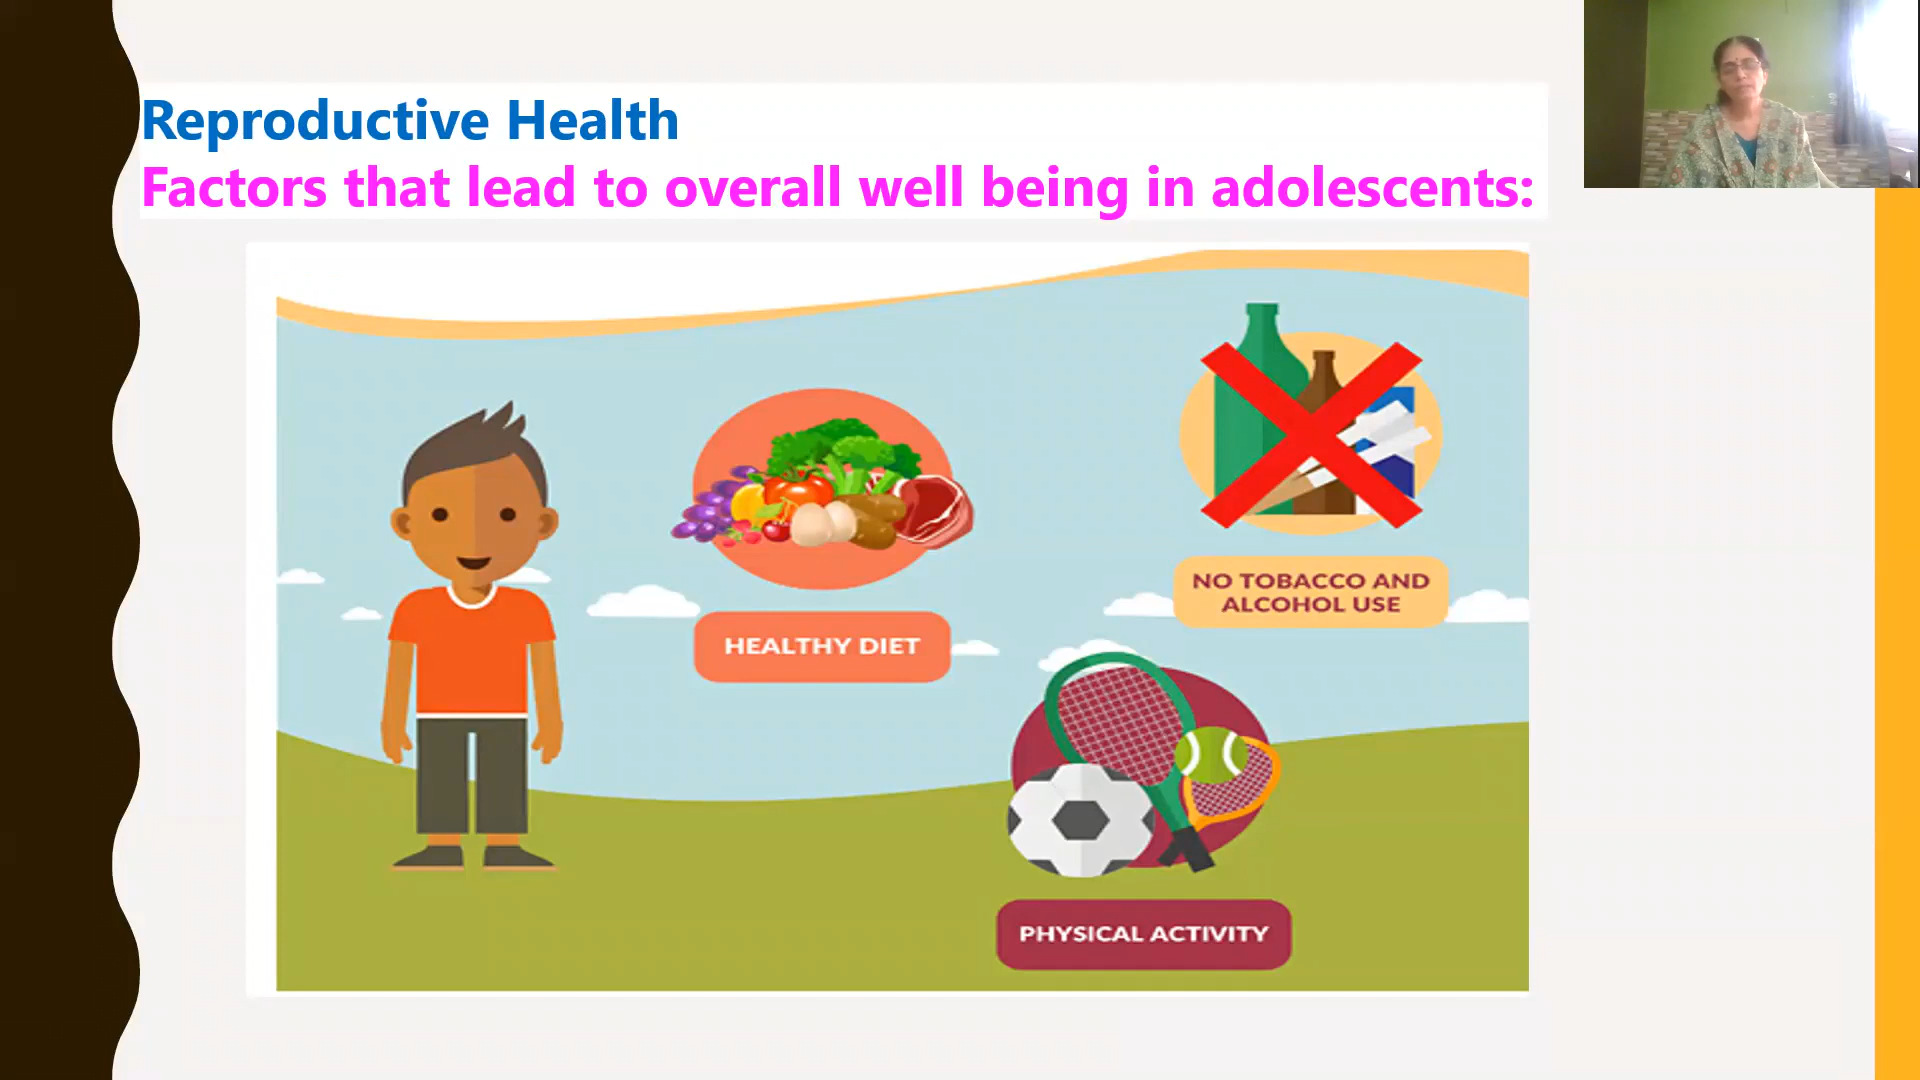 Reproductive Health
Factors that lead to overall well being in adolescents:
NO TOBACCO AND
ALCOHOL USE
HEALTHY DIET
PHYSICAL ACTIVITY